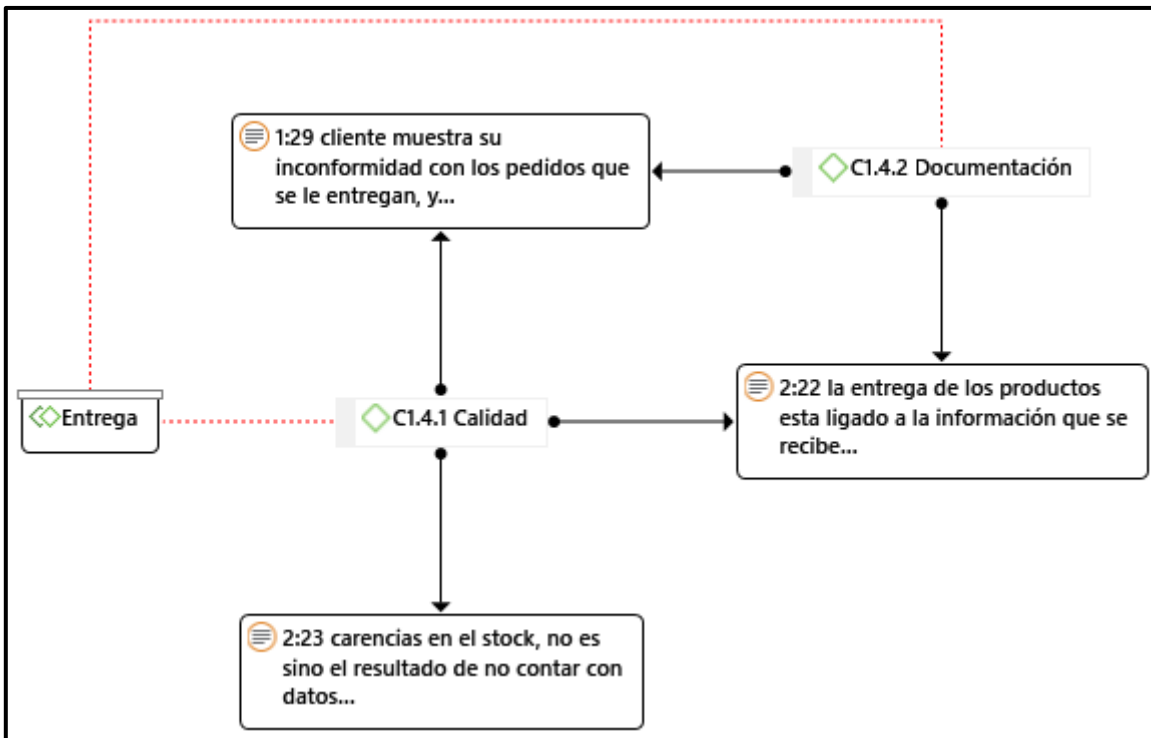 1:29 cliente muestra su
inconformidad con los pedidos que
se le entregan, y...
C1.4.2 Documentación
Entrega
C1.4.1 Calidad
2:22 la entrega de los productos
esta ligado a la información que se
recibe...
2:23 carencias en el stock, no es
sino el resultado de no contar con
datos...